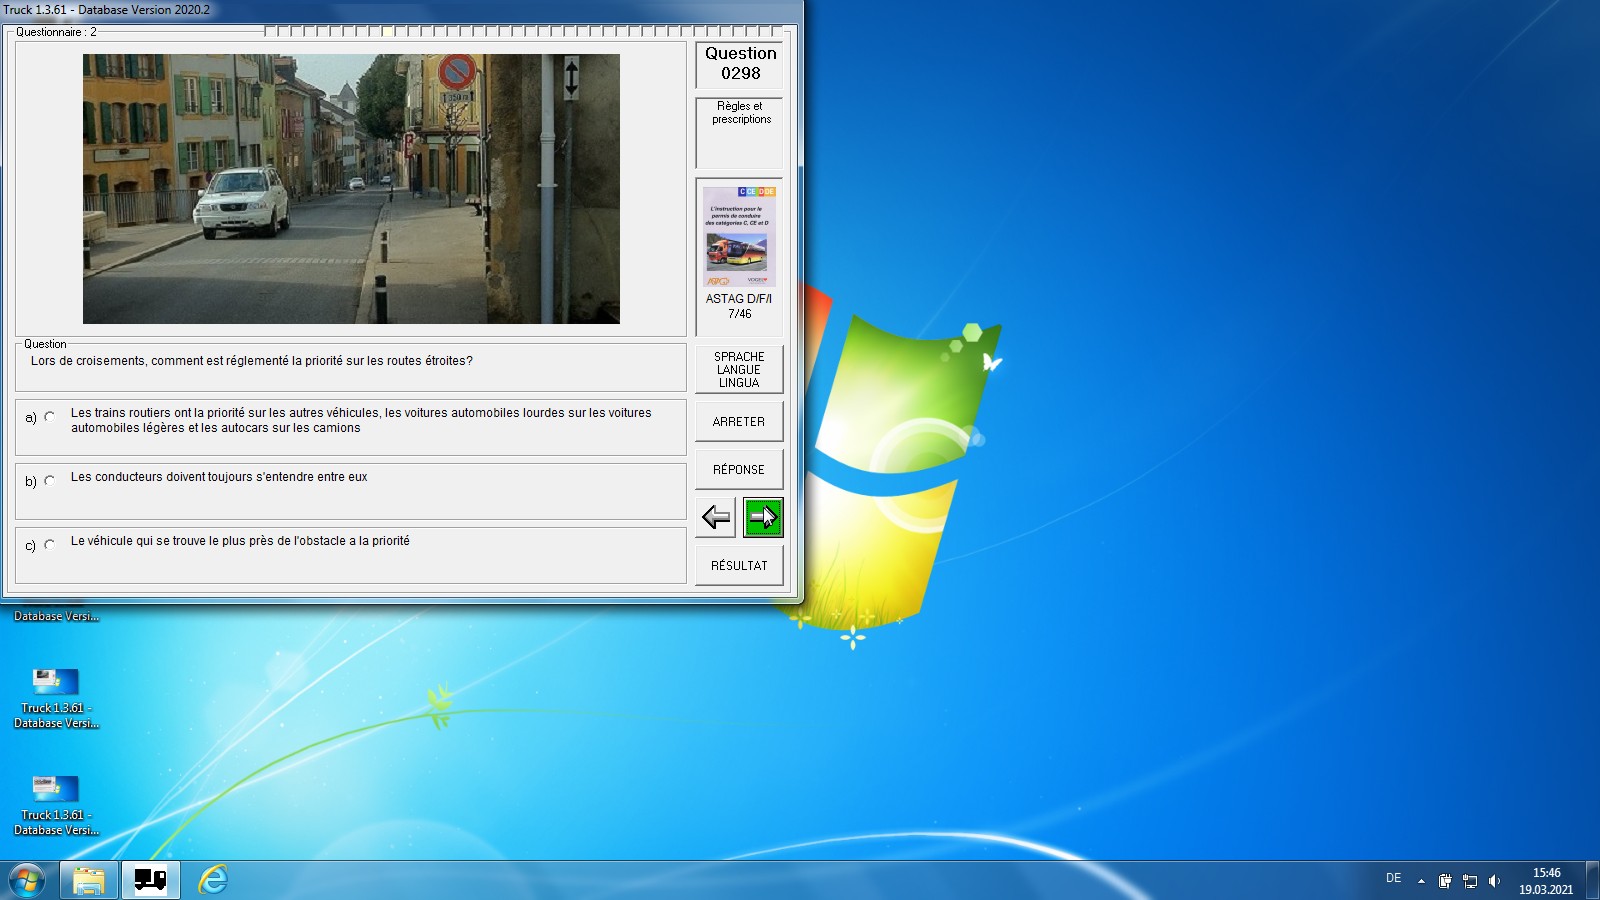 Truck 1.3.61 - Database Version 2020.2
Questionnaire : 2
Question
0298
Règles et
prescriptions
C CE D DE
L'instruction pour le
permis de conduire
des catégories C, CE et D
ASTAG D/F/I
7/46
Question
Lors de croisements, comment est réglementé la priorité sur les routes étroites?
a)
Les trains routiers ont la priorité sur les autres véhicules, les voitures automobiles lourdes sur les voitures
automobiles légères et les autocars sur les camions
b)
Les conducteurs doivent toujours s'entendre entre eux
c)
Le véhicule qui se trouve le plus près de l'obstacle a la priorité
SPRACHE
LANGUE
LINGUA
ARRETER
RÉPONSE
RÉSULTAT
Database Versi...
Truck 1.3.61 -
Database Versi...
Truck 1.3.61 -
Database Versi...
DE
15:46
19.03.2021